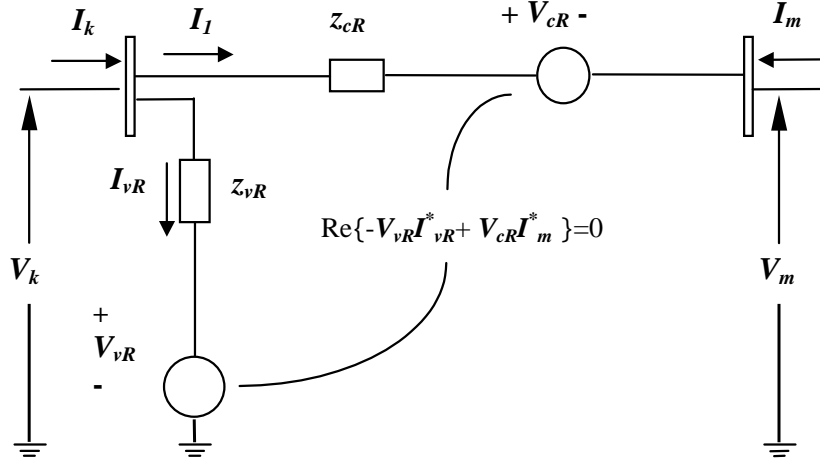 I_k I_1 z_cR + V_cR - I_m
I_vR z_vR
Re{-V_vR I^*_vR + V_cR I^*_m }=0
V_k V_m
+
V_vR
-